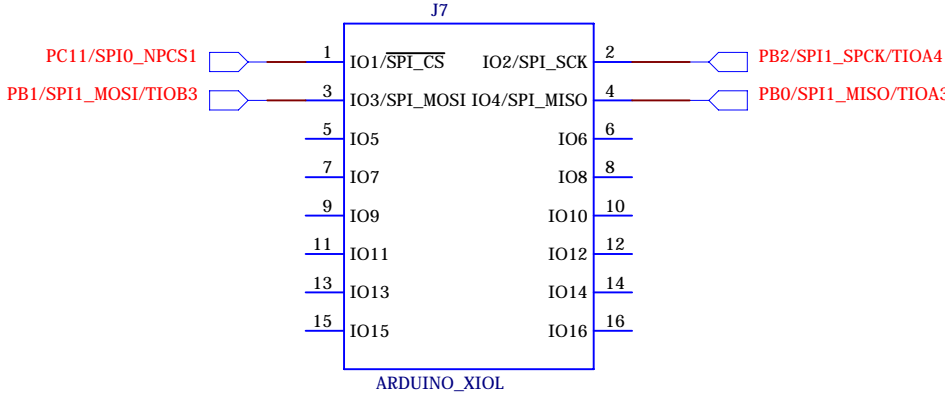 J7
PC11/SPI0_NPCS1 1 IO1/SPI_CS IO2/SPI_SCK 2 PB2/SPI1_SPCK/TIOA4
PB1/SPI1_MOSI/TIOB3 3 IO3/SPI_MOSI IO4/SPI_MISO 4 PB0/SPI1_MISO/TIOA3
5 IO5 IO6 6
7 IO7 IO8 8
9 IO9 IO10 10
11 IO11 IO12 12
13 IO13 IO14 14
15 IO15 IO16 16
ARDUINO_XIOL